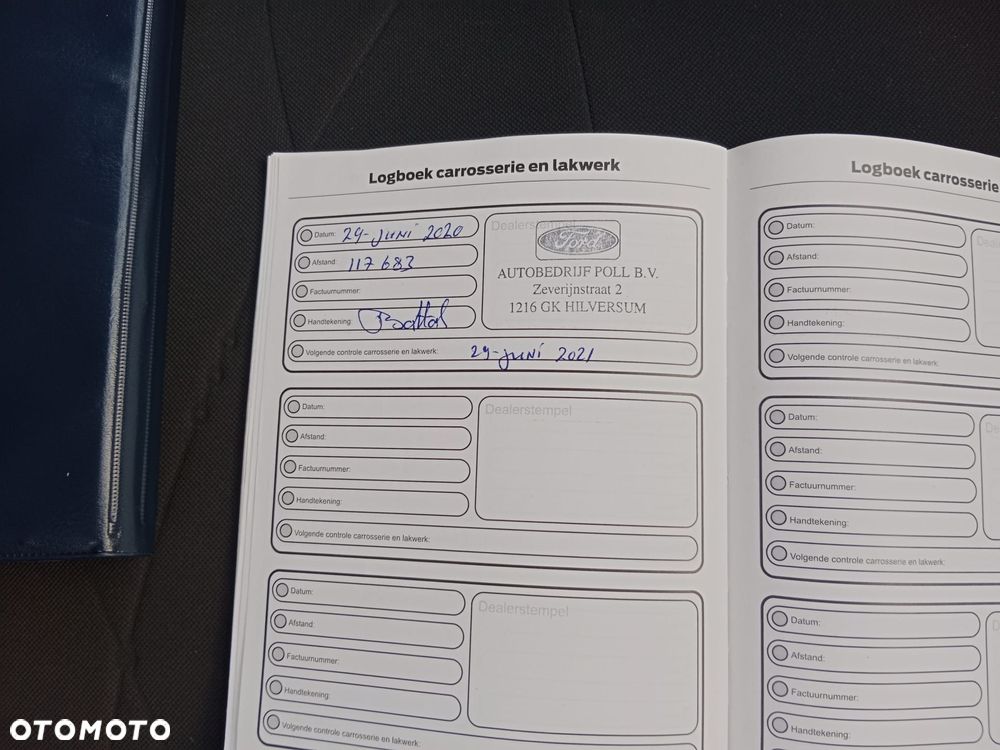 Logboek carrosserie en lakwerk
Datum: 29-juni 2020
Afstand: 117683
Factuurnummer:
Handtekening:
Volgende controle carrosserie en lakwerk: 29-juni 2021
Dealerstempel
Ford
AUTOBEDRIJF POLL B.V.
Zeverijnstraat 2
1216 GK HILVERSUM
Datum:
Afstand:
Factuurnummer:
Handtekening:
Volgende controle carrosserie en lakwerk:
Dealerstempel
Datum:
Afstand:
Factuurnummer:
Handtekening:
Volgende controle carrosserie en lakwerk:
Dealerstempel
Logboek carrosserie
Datum:
Afstand:
Factuurnummer:
Handtekening:
Volgende controle carrosserie en lakwerk:
Datum:
Afstand:
Factuurnummer:
Handtekening:
Volgende controle carrosserie en lakwerk:
Datum:
Afstand:
Factuurnummer:
Handtekening:
OTOMOTO